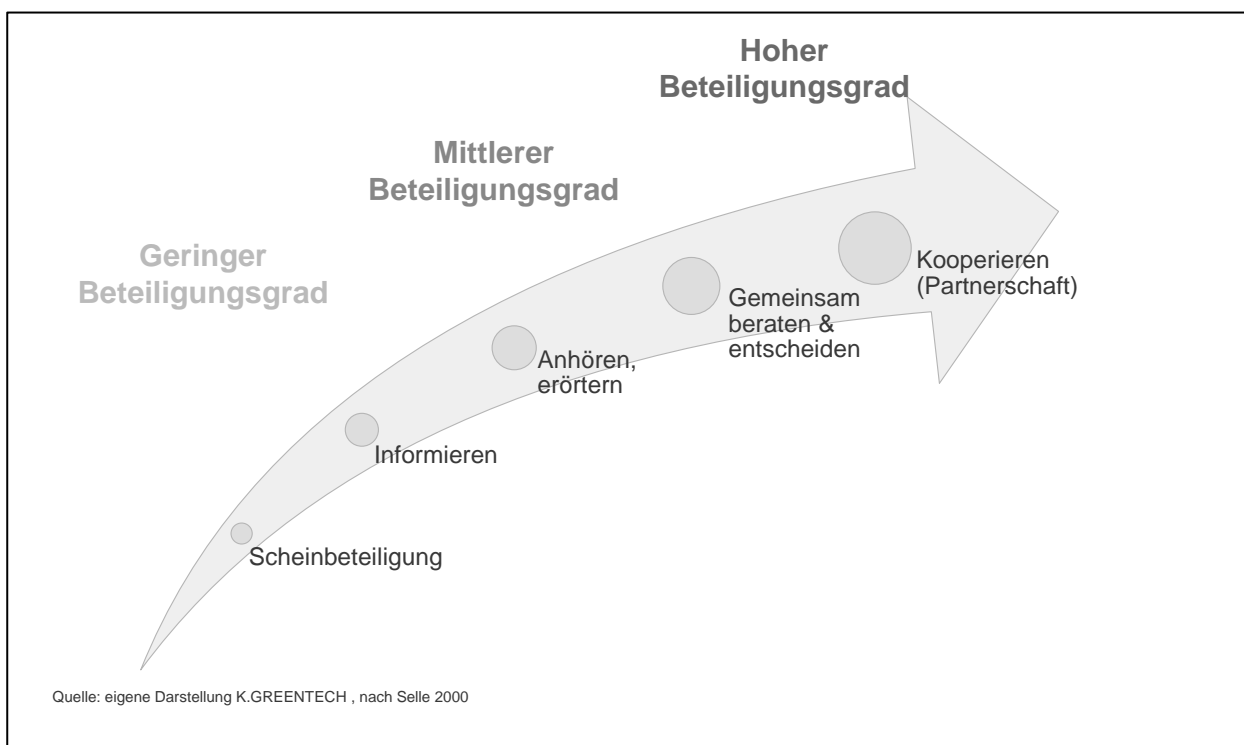 Hoher
Beteiligungsgrad
Mittlerer
Beteiligungsgrad
Geringer
Beteiligungsgrad
Kooperieren
(Partnerschaft)
Gemeinsam
beraten &
entscheiden
Anhören,
erörtern
Informieren
Scheinbeteiligung
Quelle: eigene Darstellung K.GREENTECH , nach Selle 2000